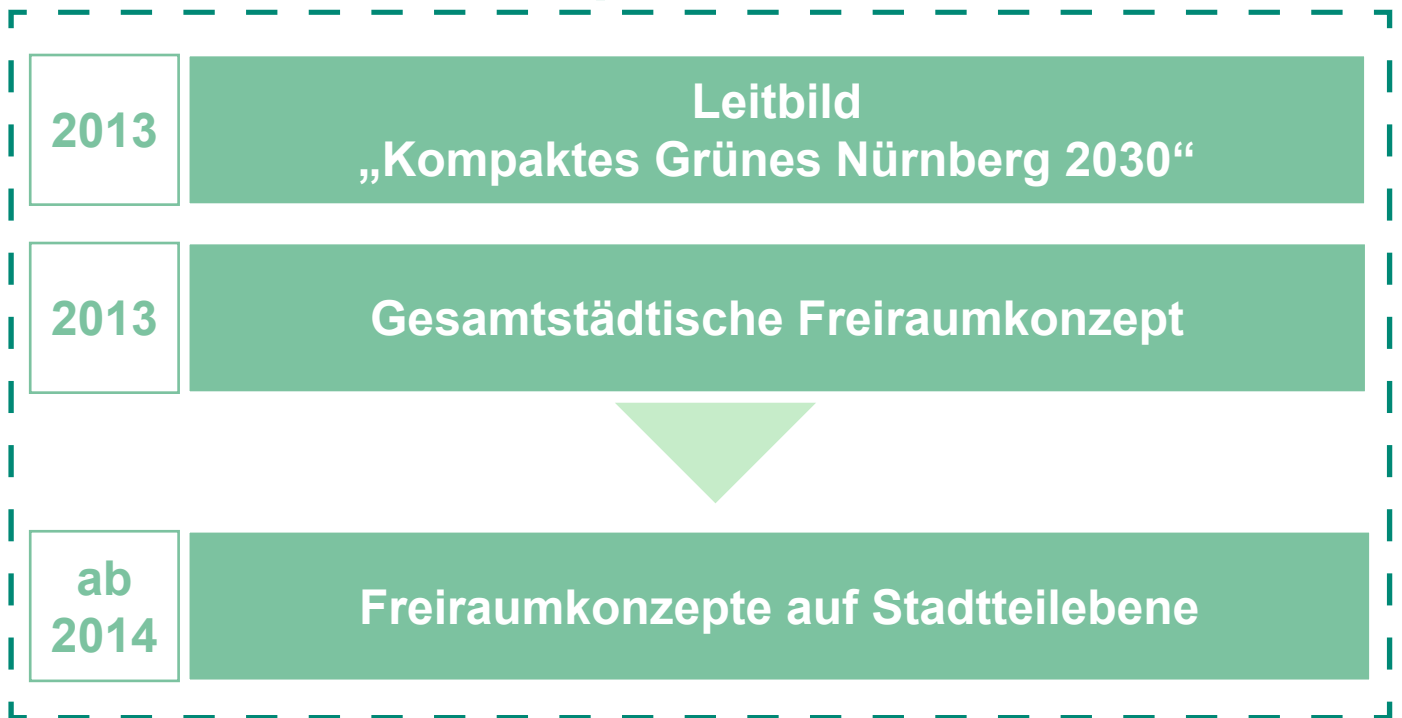 2013
Leitbild
„Kompaktes Grünes Nürnberg 2030“
2013
Gesamtstädtische Freiraumkonzept
ab
2014
Freiraumkonzepte auf Stadtteilebene